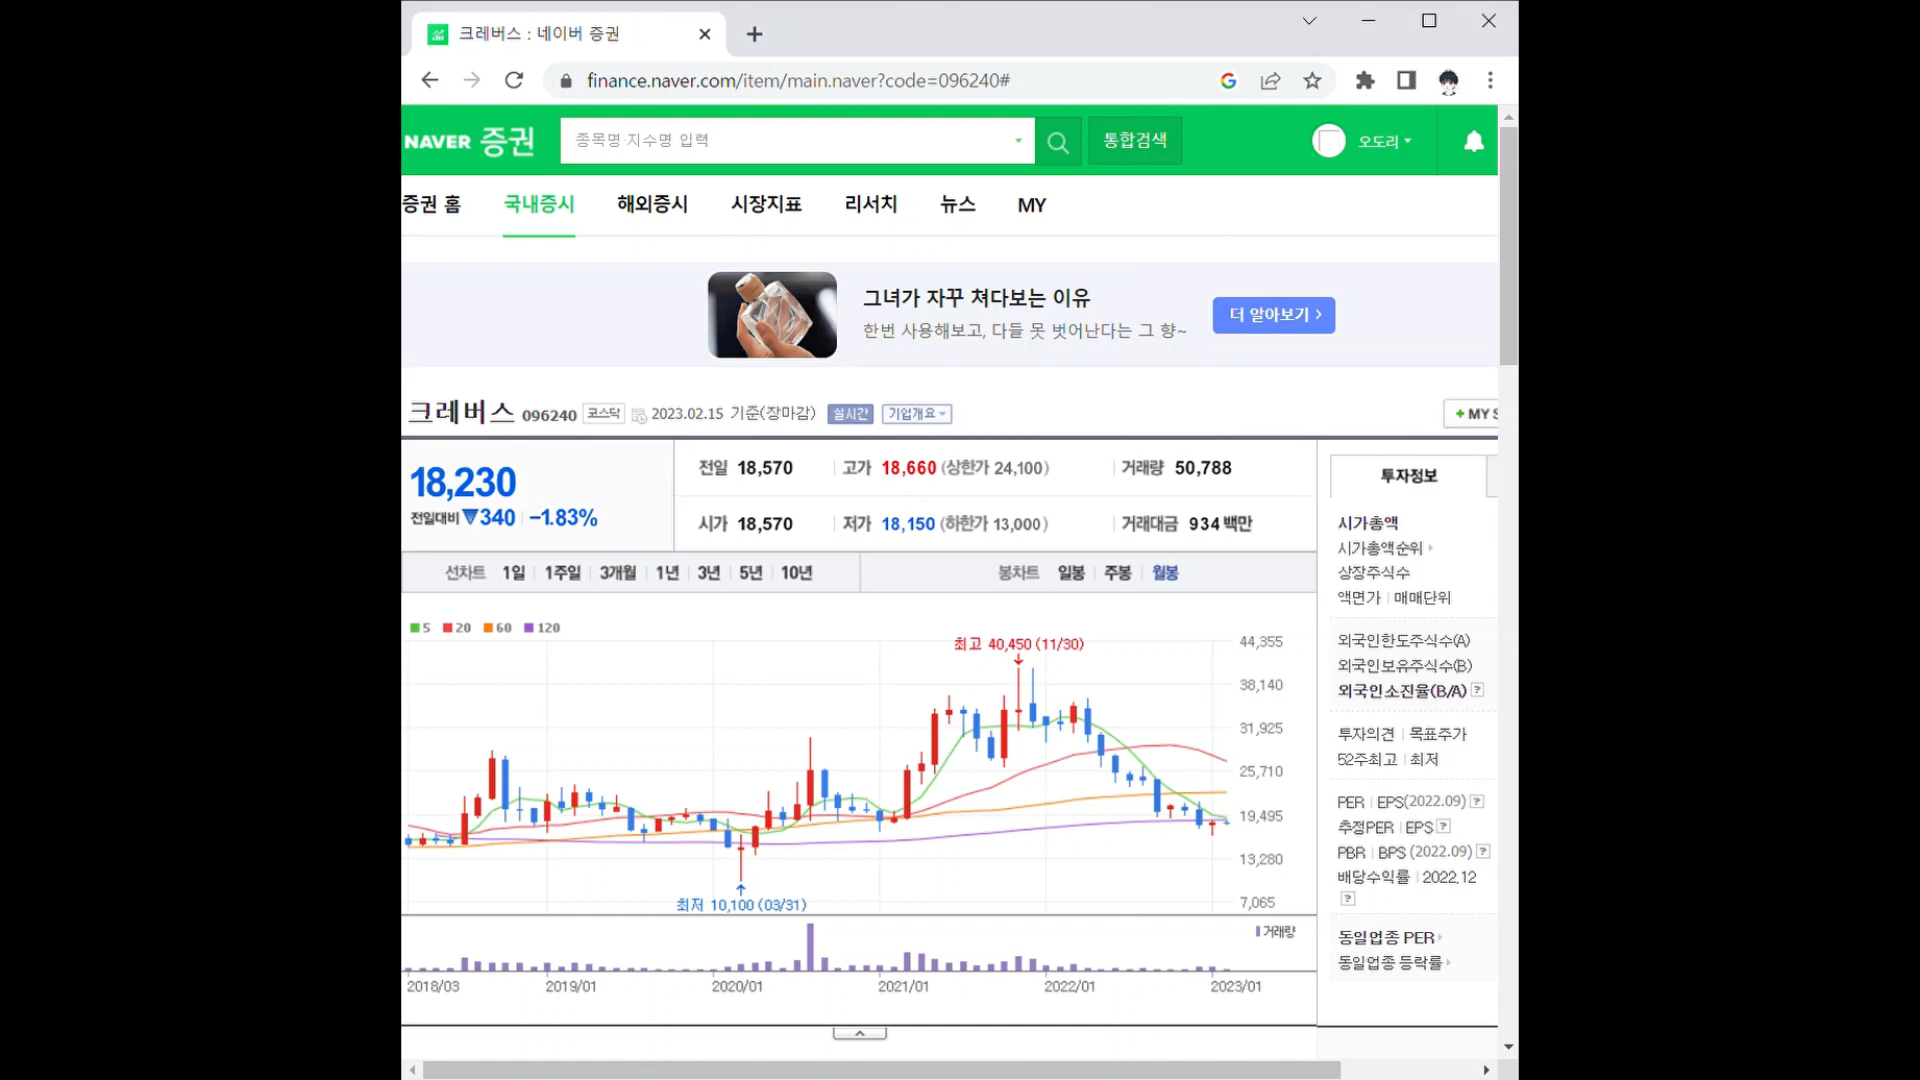 크레버스 : 네이버 증권
finance.naver.com/item/main.naver?code=096240#
NAVER 증권
종목명·지수명 입력
통합검색
오도리
증권 홈 국내증시 해외증시 시장지표 리서치 뉴스 MY
그녀가 자꾸 쳐다보는 이유
한번 사용해보고, 다들 못 벗어난다는 그 향~
더 알아보기 >
크레버스 096240 코스닥 2023.02.15 기준(장마감) 실시간 기업개요
+ MY S
18,230
전일대비 ▼340 -1.83%
전일 18,570 고가 18,660 (상한가 24,100) 거래량 50,788
시가 18,570 저가 18,150 (하한가 13,000) 거래대금 934 백만
선차트 1일 1주일 3개월 1년 3년 5년 10년 봉차트 일봉 주봉 월봉
5 20 60 120
최고 40,450 (11/30)
44,355
38,140
31,925
25,710
19,495
13,280
7,065
최저 10,100 (03/31)
거래량
2018/03 2019/01 2020/01 2021/01 2022/01 2023/01
투자정보
시가총액
시가총액순위
상장주식수
액면가 매매단위
외국인한도주식수(A)
외국인보유주식수(B)
외국인소진율(B/A) ?
투자의견 목표주가
52주최고 최저
PER EPS(2022.09) ?
추정PER EPS ?
PBR BPS (2022.09) ?
배당수익률 2022.12
?
동일업종 PER
동일업종 등락률